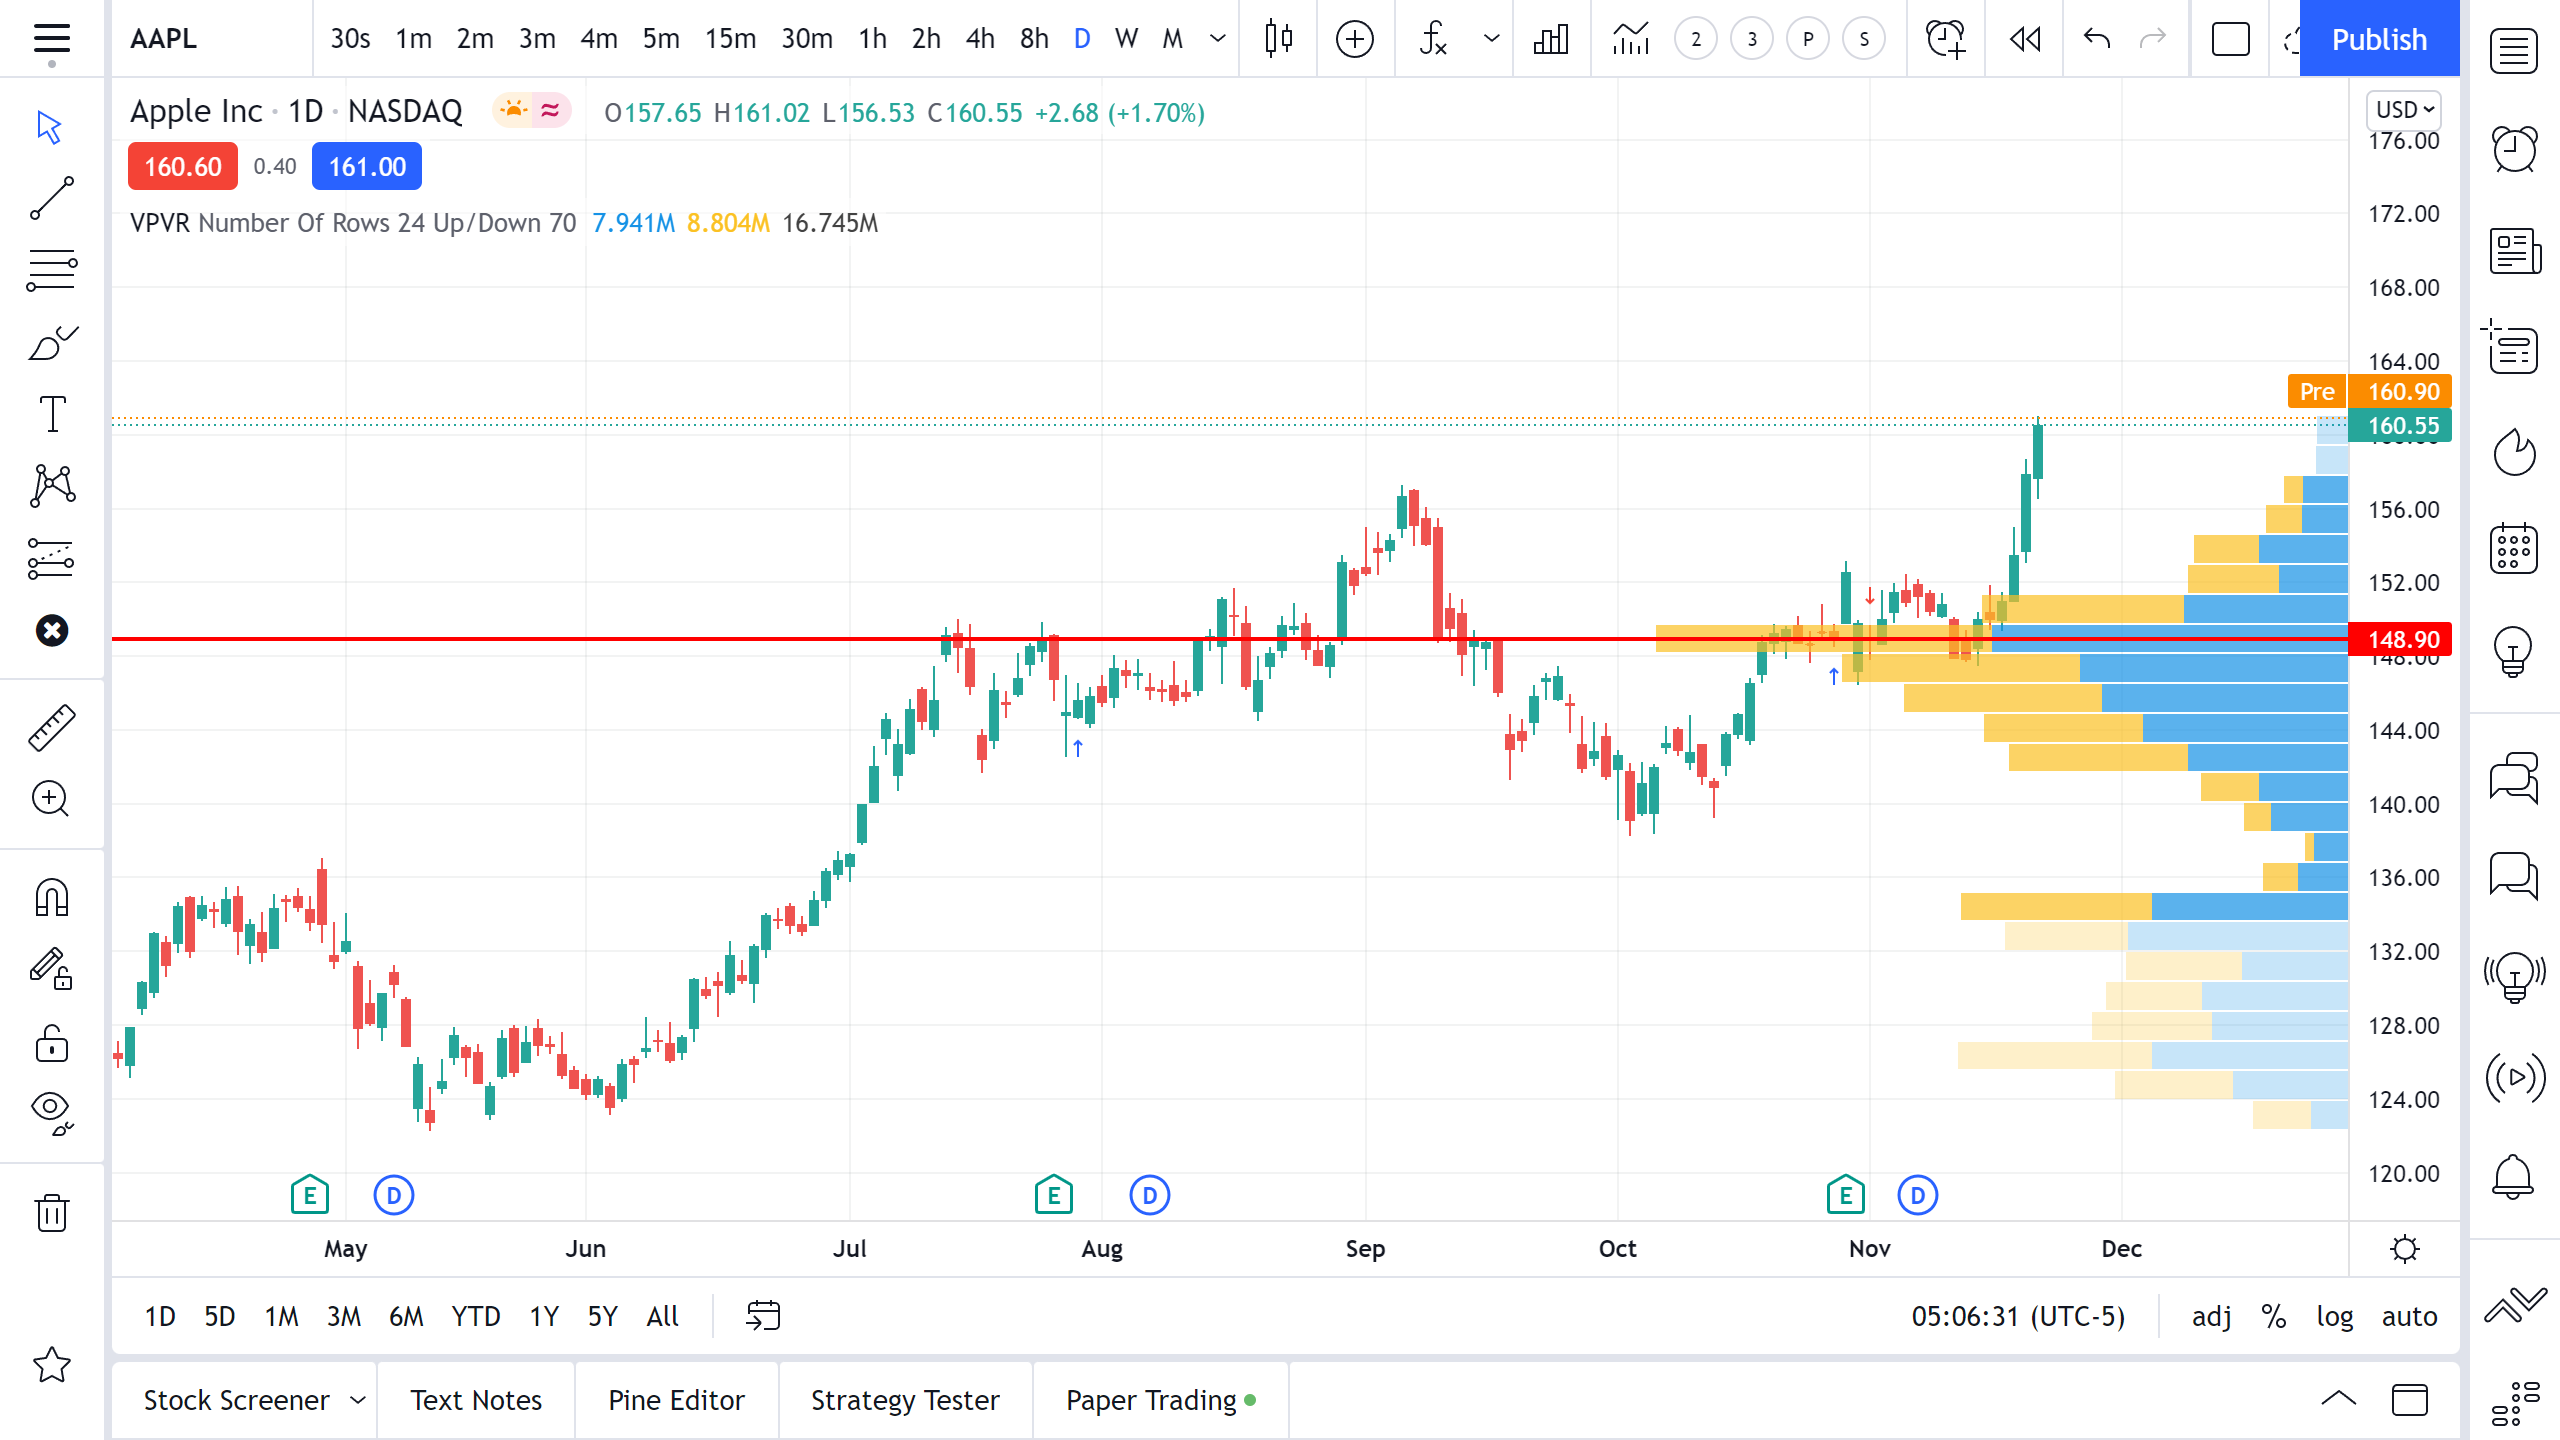 AAPL
30s 1m 2m 3m 4m 5m 15m 30m 1h 2h 4h 8h D W M
2 3 P S
Publish
Apple Inc · 1D · NASDAQ
O157.65 H161.02 L156.53 C160.55 +2.68 (+1.70%)
USD
160.60 0.40 161.00
VPVR Number Of Rows 24 Up/Down 70 7.941M 8.804M 16.745M
176.00
172.00
168.00
164.00
Pre 160.90
160.55
156.00
152.00
148.90
148.00
144.00
140.00
136.00
132.00
128.00
124.00
120.00
E D E D E D
May Jun Jul Aug Sep Oct Nov Dec
1D 5D 1M 3M 6M YTD 1Y 5Y All
05:06:31 (UTC-5) adj % log auto
Stock Screener Text Notes Pine Editor Strategy Tester Paper Trading